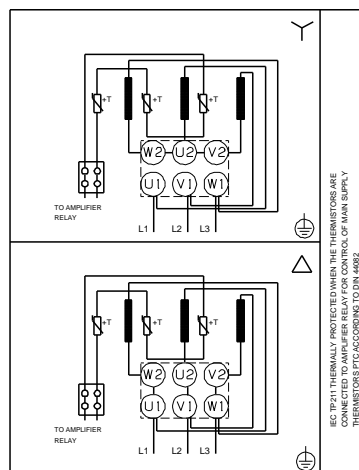 +T
+T
+T
W2 U2 V2
U1 V1 W1
TO AMPLIFIER
RELAY
L1 L2 L3
+T
+T
+T
W2 U2 V2
U1 V1 W1
TO AMPLIFIER
RELAY
L1 L2 L3
IEC TP 211 THERMALLY PROTECTED WHEN THE THERMISTORS ARE
CONNECTED TO AMPLIFIER RELAY FOR CONTROL OF MAIN SUPPLY
THERMISTORS PTC ACCORDING TO DIN 44082